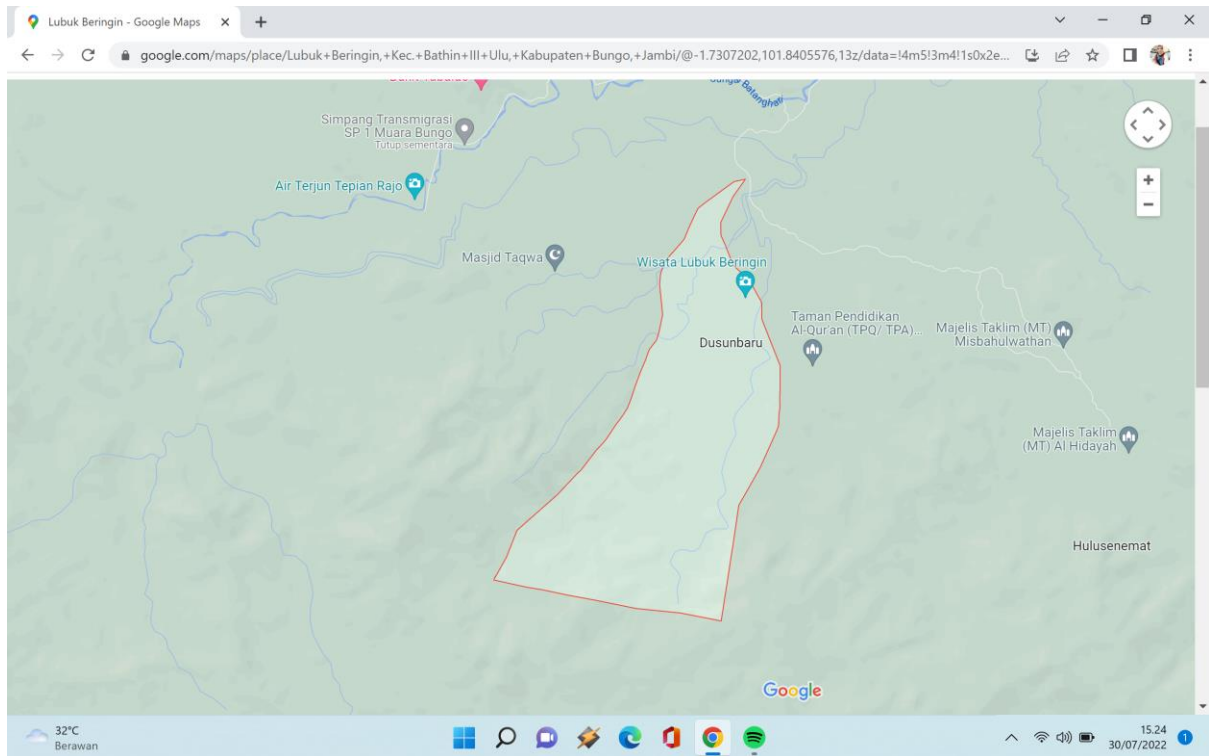 Lubuk Beringin - Google Maps
google.com/maps/place/Lubuk+Beringin,+Kec.+Bathin+III+Ulu,+Kabupaten+Bungo,+Jambi/@-1.7307202,101.8405576,13z/data=!4m5!3m4!1s0x2e...
Simpang Transmigrasi
SP 1 Muara Bungo
Tutup sementara
Air Terjun Tepian Rajo
Masjid Taqwa
Wisata Lubuk Beringin
Dusunbaru
Taman Pendidikan
Al-Qur'an (TPQ/ TPA)...
Majelis Taklim (MT)
Misbahulwathan
Majelis Taklim
(MT) Al Hidayah
Hulusenemat
Google
32°C
Berawan
15.24
30/07/2022
1